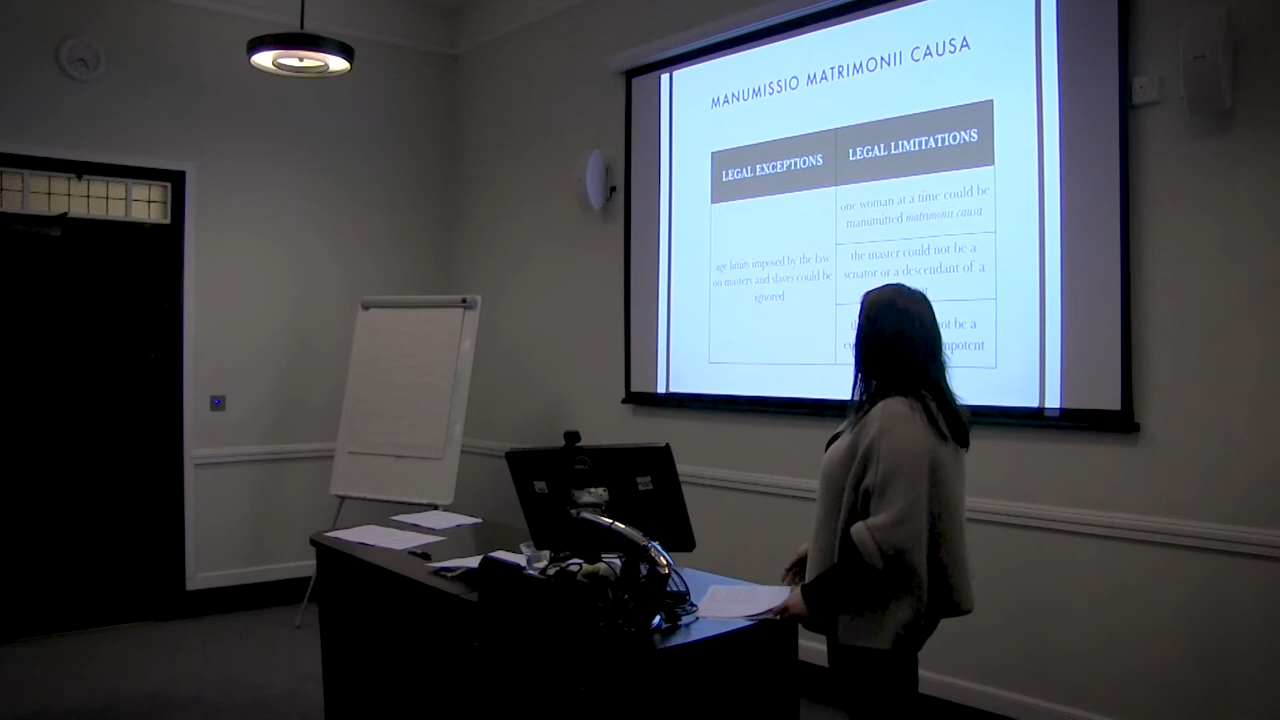 MANUMISSIO MATRIMONII CAUSA
LEGAL EXCEPTIONS
LEGAL LIMITATIONS
age limits imposed by the law
on masters and slaves could be
ignored
one woman at a time could be
manumitted matrimonii causa
the master could not be a
senator or a descendant of a
not be a
DELL